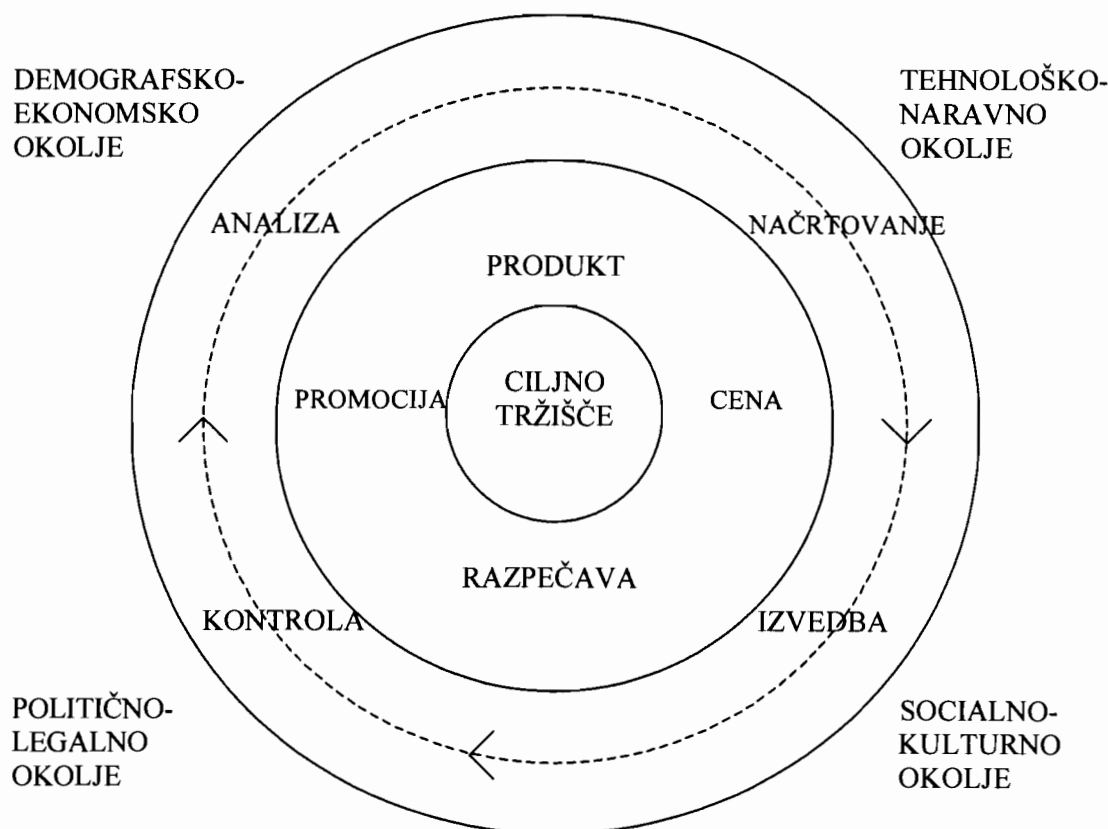 DEMOGRAFSKO-
EKONOMSKO
OKOLJE
TEHNOLOŠKO-
NARAVNO
OKOLJE
ANALIZA
NAČRTOVANJE
PRODUKT
PROMOCIJA
CILJNO
TRŽIŠČE
CENA
RAZPEČAVA
KONTROLA
IZVEDBA
POLITIČNO-
LEGALNO
OKOLJE
SOCIALNO-
KULTURNO
OKOLJE